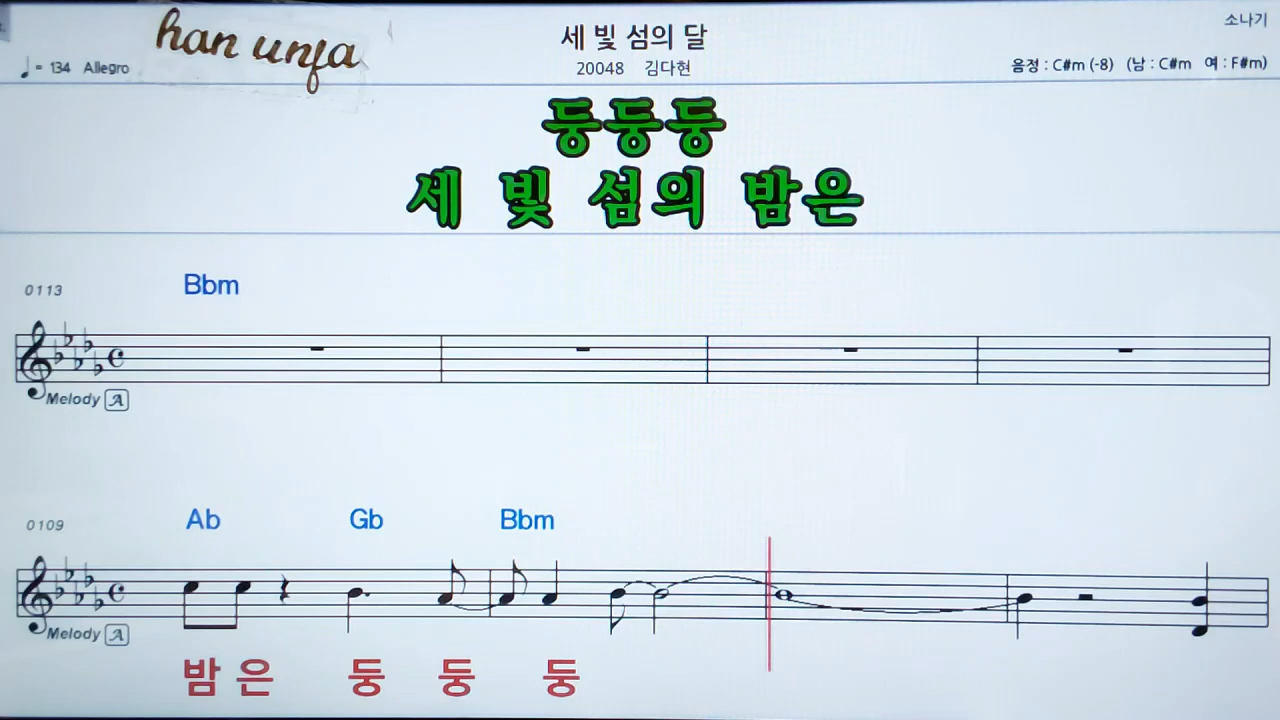 han unja
세 빛 섬의 달
소나기
♩= 134 Allegro
20048 김다현
음정 : C#m (-8) (남 : C#m 여 : F#m)
둥둥둥
세 빛 섬의 밤은
0113
Bbm
Melody A
0109
Ab Gb Bbm
Melody A
밤 은 둥 둥 둥